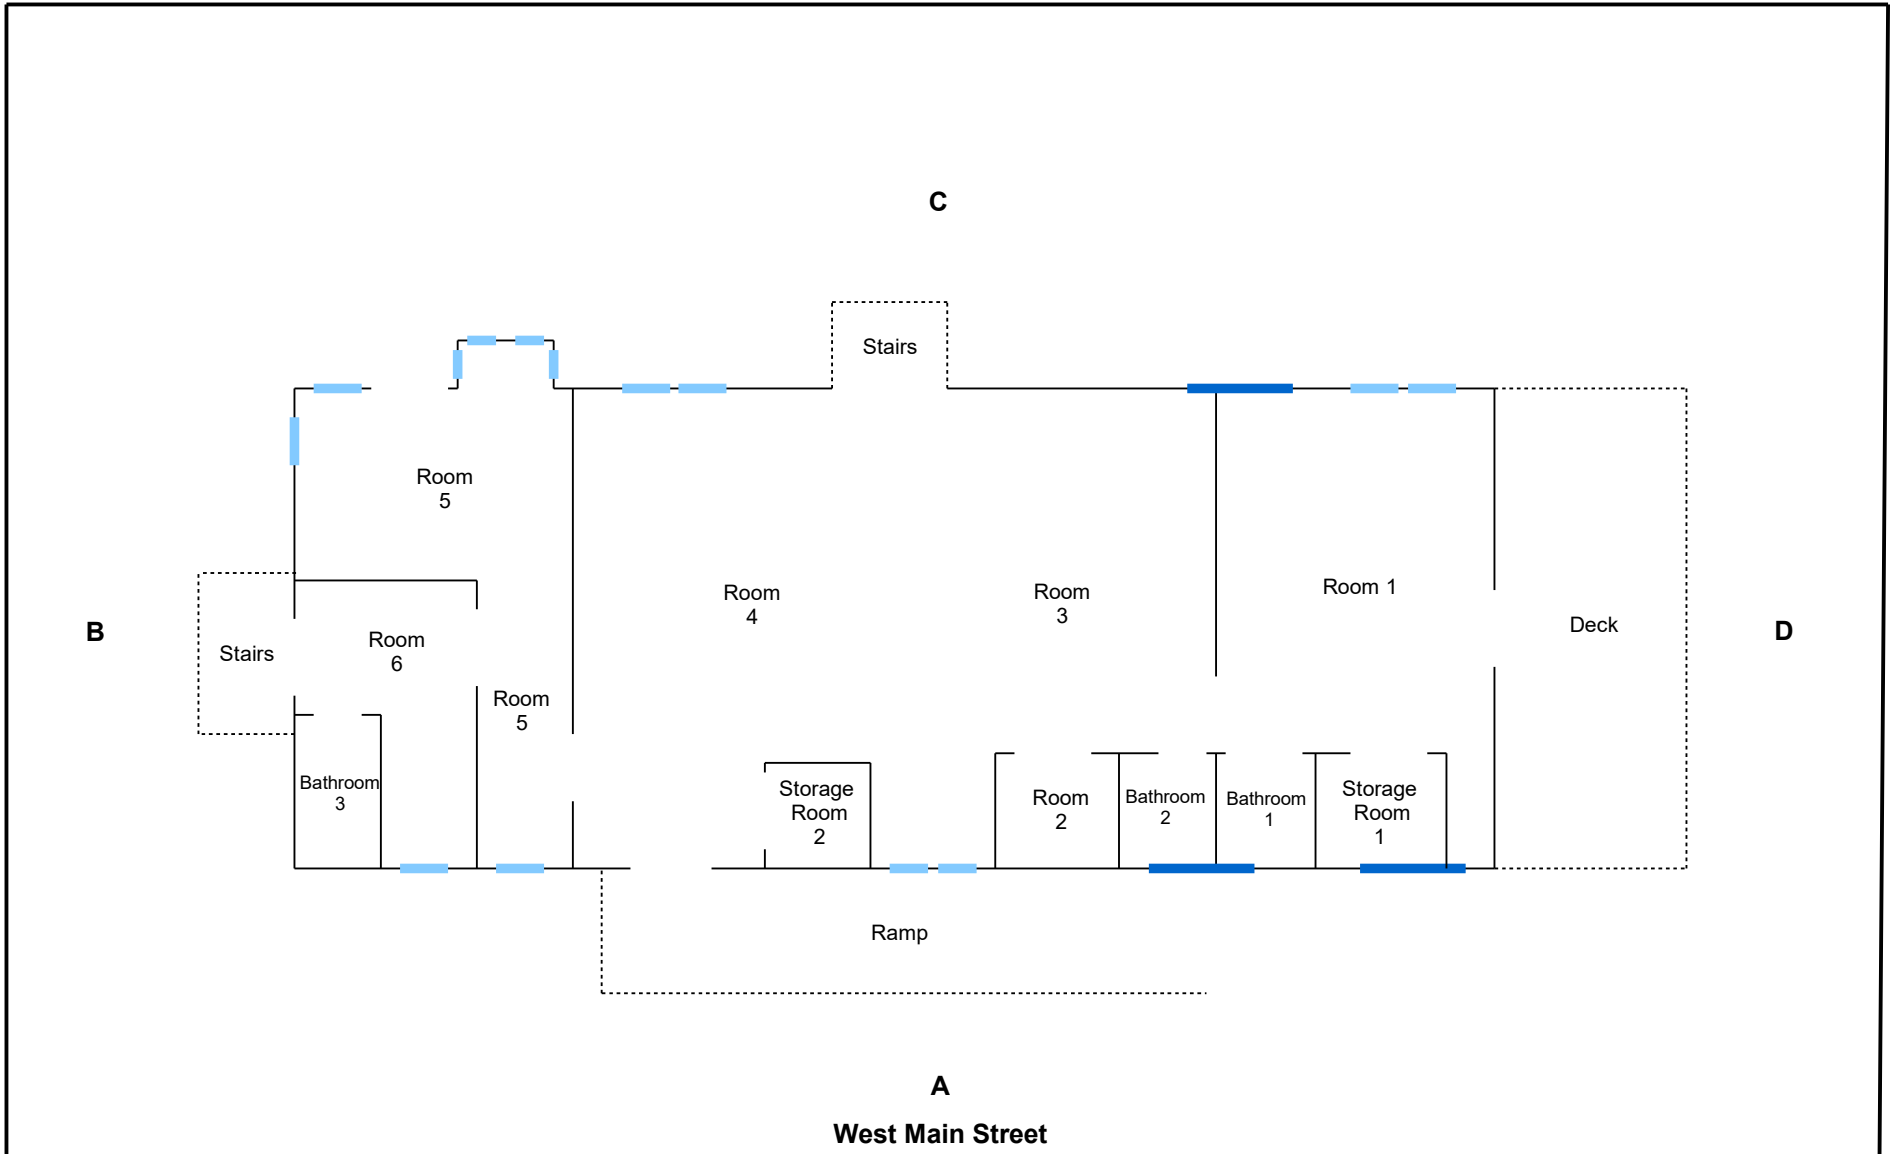 C
Stairs
Room
5
Room
4
Room
3
Room 1
Deck
B
D
Stairs
Room
6
Room
5
Bathroom
3
Storage
Room
2
Room
2
Bathroom
2
Bathroom
1
Storage
Room
1
Ramp
A
West Main Street